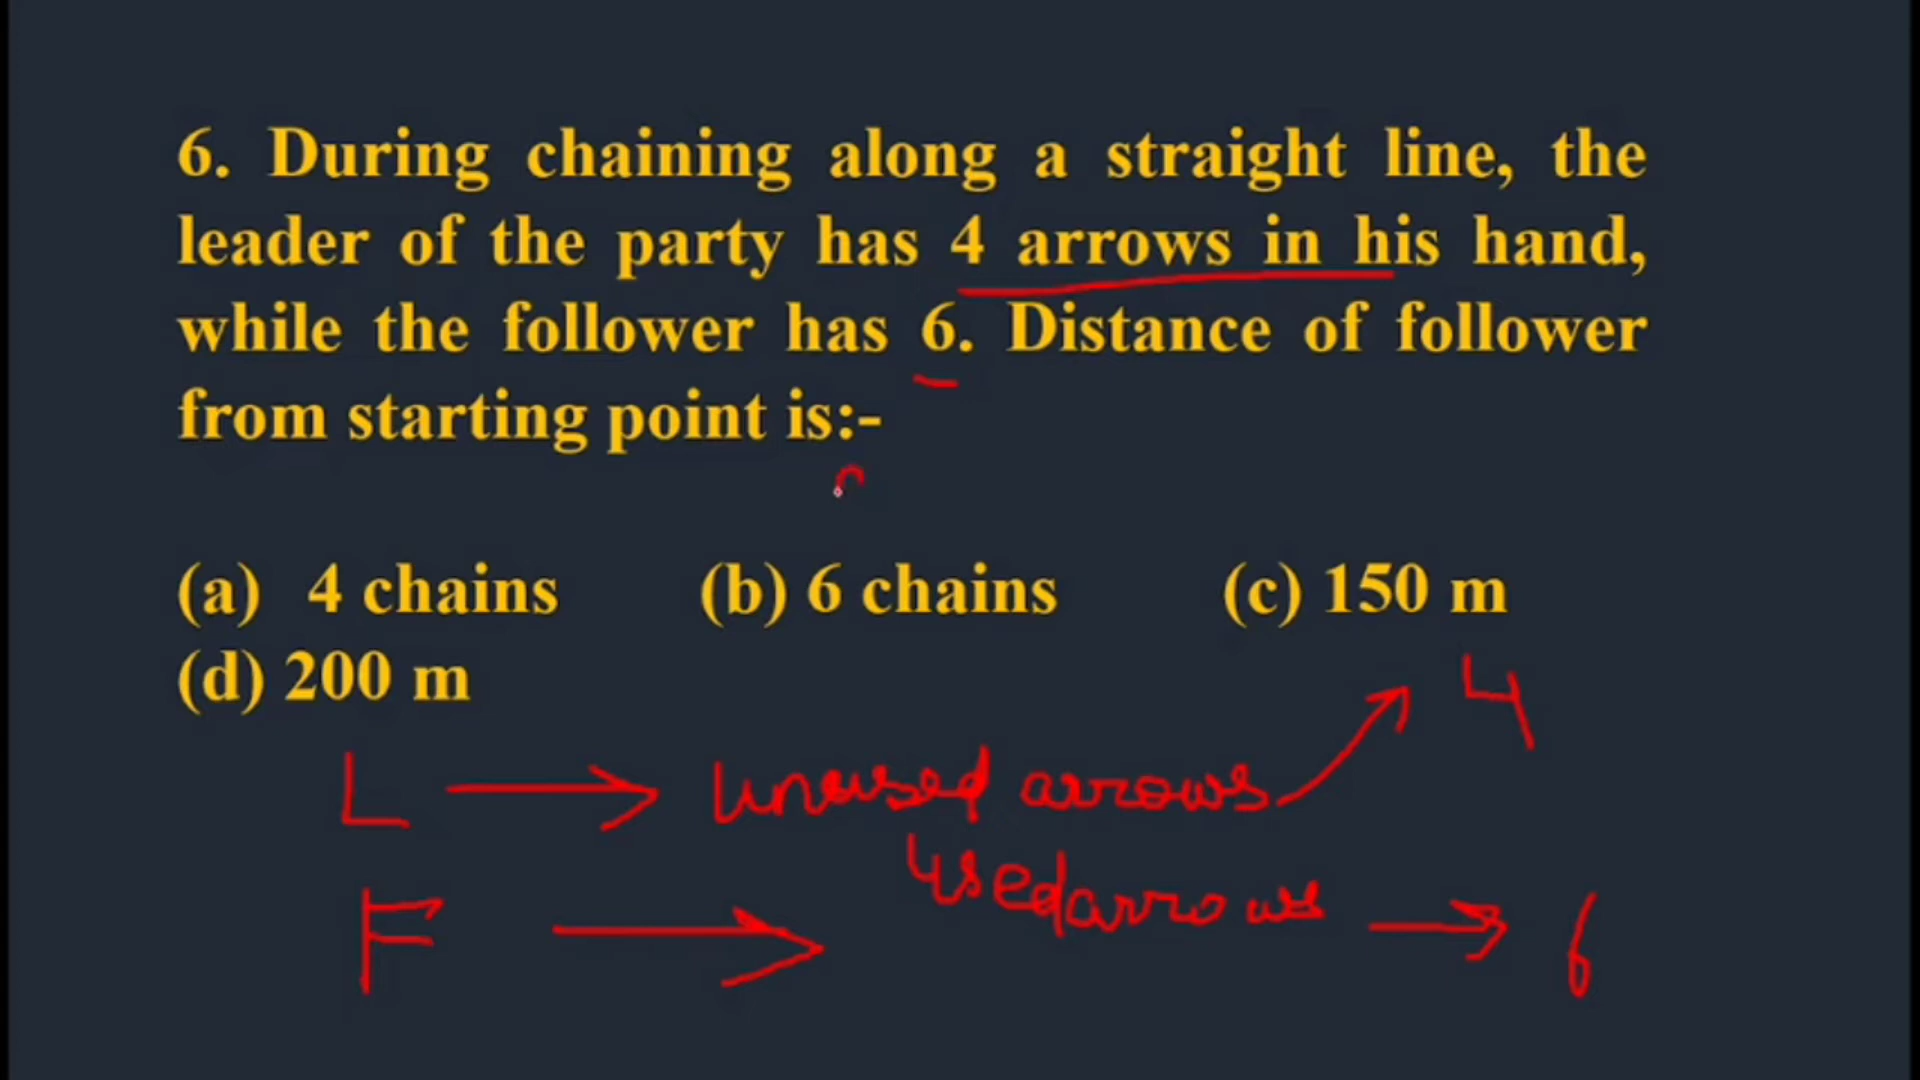 6. During chaining along a straight line, the
leader of the party has 4 arrows in his hand,
while the follower has 6. Distance of follower
from starting point is:-
(a) 4 chains (b) 6 chains (c) 150 m
(d) 200 m
4
L → unused arrows
used arrows
F → → 6